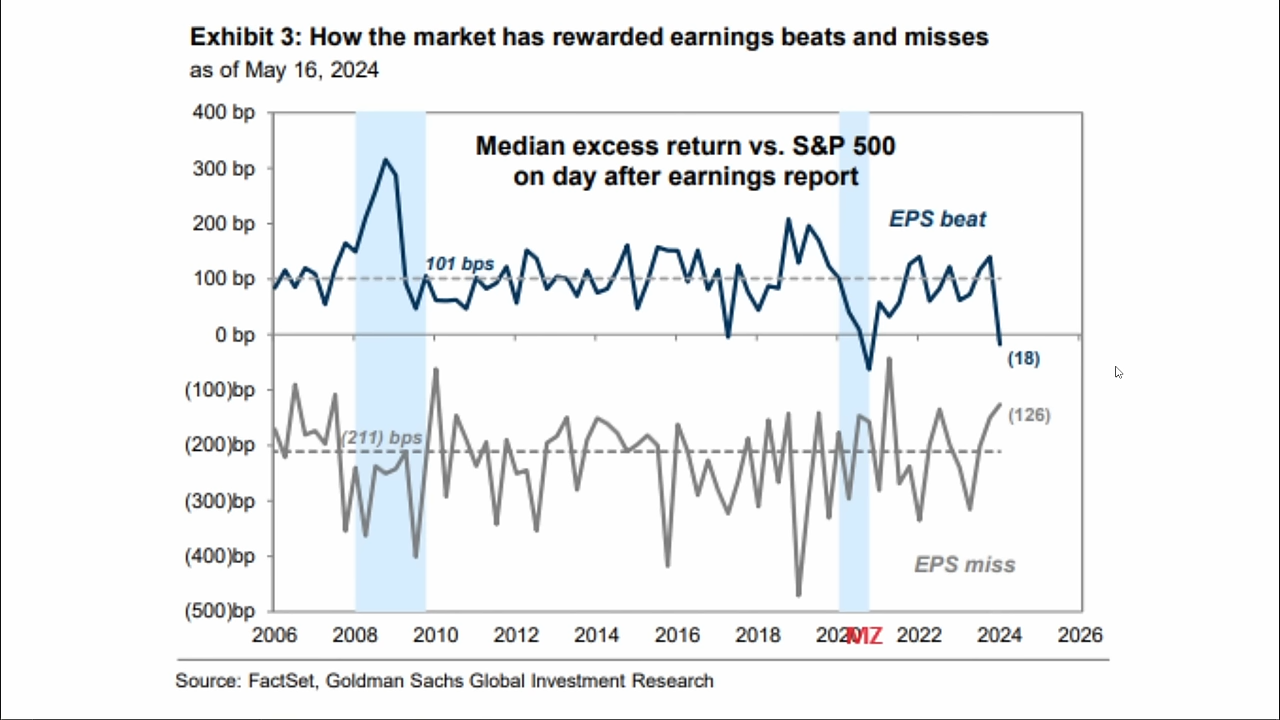 Exhibit 3: How the market has rewarded earnings beats and misses
as of May 16, 2024
400 bp
Median excess return vs. S&P 500
on day after earnings report
300 bp
200 bp
EPS beat
101 bps
100 bp
0 bp
(18)
(100)bp
(126)
(211) bps
(200)bp
(300)bp
(400)bp
EPS miss
(500)bp
2006 2008 2010 2012 2014 2016 2018 2020 2022 2024 2026
MZ
Source: FactSet, Goldman Sachs Global Investment Research